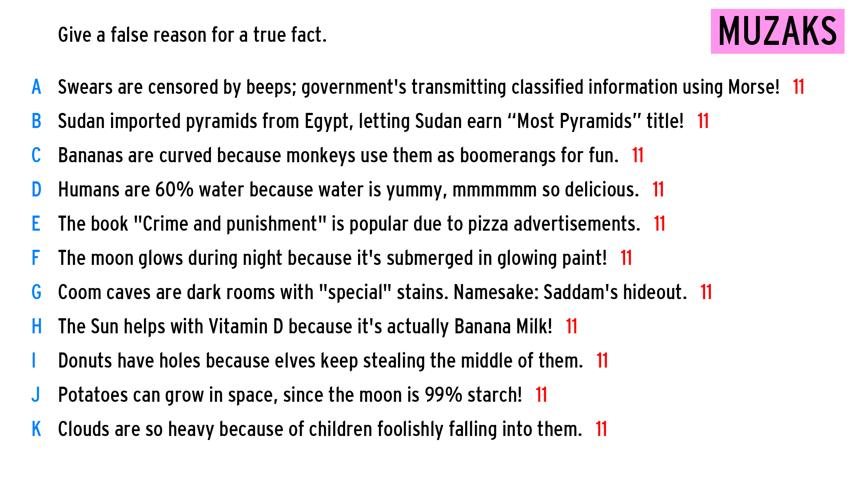 Give a false reason for a true fact.
MUZAKS
A Swears are censored by beeps; government's transmitting classified information using Morse! 11
B Sudan imported pyramids from Egypt, letting Sudan earn “Most Pyramids” title! 11
C Bananas are curved because monkeys use them as boomerangs for fun. 11
D Humans are 60% water because water is yummy, mmmmmm so delicious. 11
E The book "Crime and punishment" is popular due to pizza advertisements. 11
F The moon glows during night because it's submerged in glowing paint! 11
G Coom caves are dark rooms with "special" stains. Namesake: Saddam's hideout. 11
H The Sun helps with Vitamin D because it's actually Banana Milk! 11
I Donuts have holes because elves keep stealing the middle of them. 11
J Potatoes can grow in space, since the moon is 99% starch! 11
K Clouds are so heavy because of children foolishly falling into them. 11